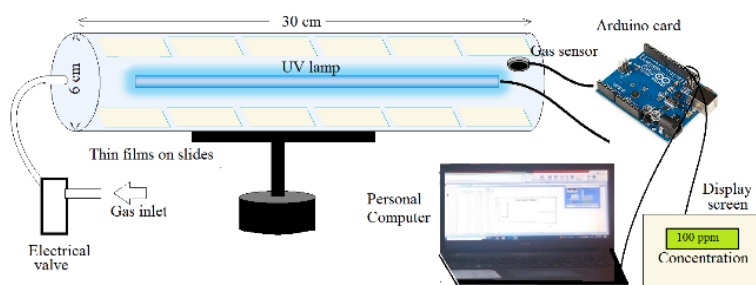 30 cm
Arduino card
Gas sensor
UV lamp
6 cm
Thin films on slides
Gas inlet
Electrical
valve
Personal
Computer
Display
screen
100 ppm
Concentration